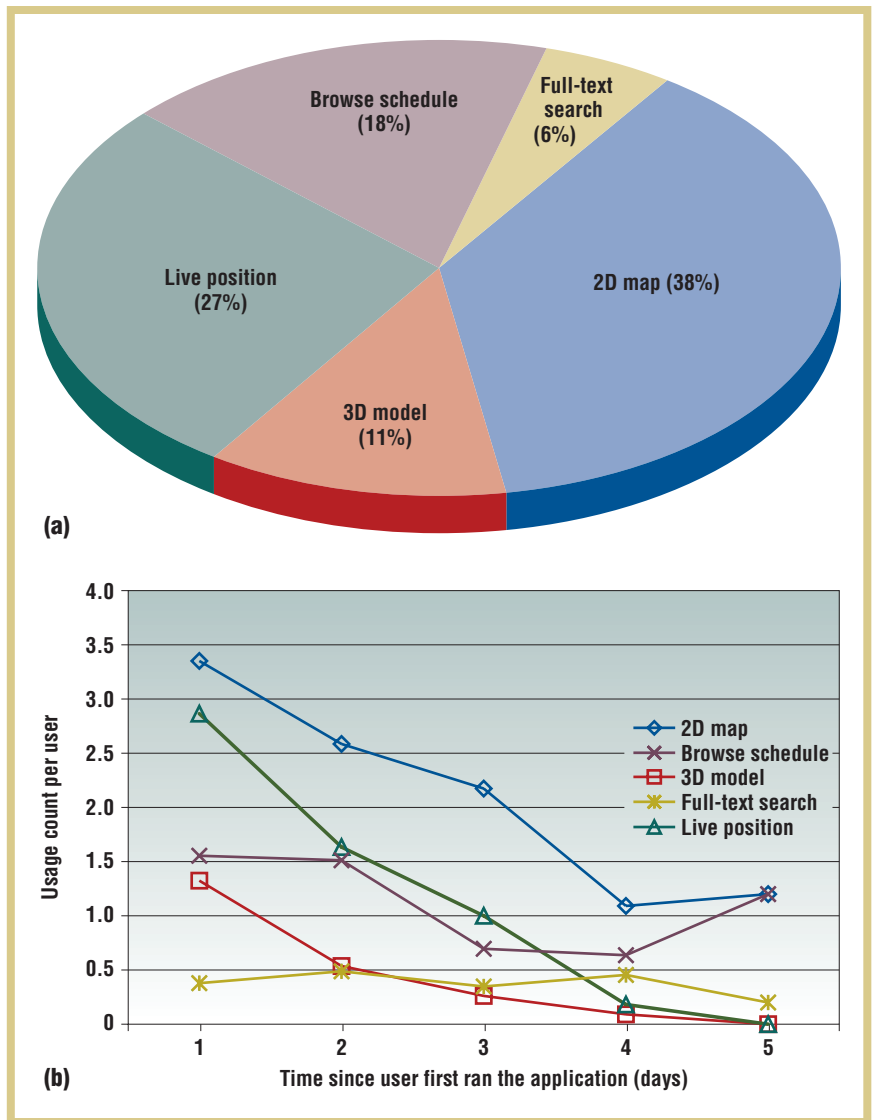 Full-text
search
(6%)
Browse schedule
(18%)
Live position
(27%)
2D map (38%)
3D model
(11%)
(a)
4.0
3.5
3.0
2.5
2.0
1.5
1.0
0.5
0
Usage count per user
2D map
Browse schedule
3D model
Full-text search
Live position
1 2 3 4 5
Time since user first ran the application (days)
(b)